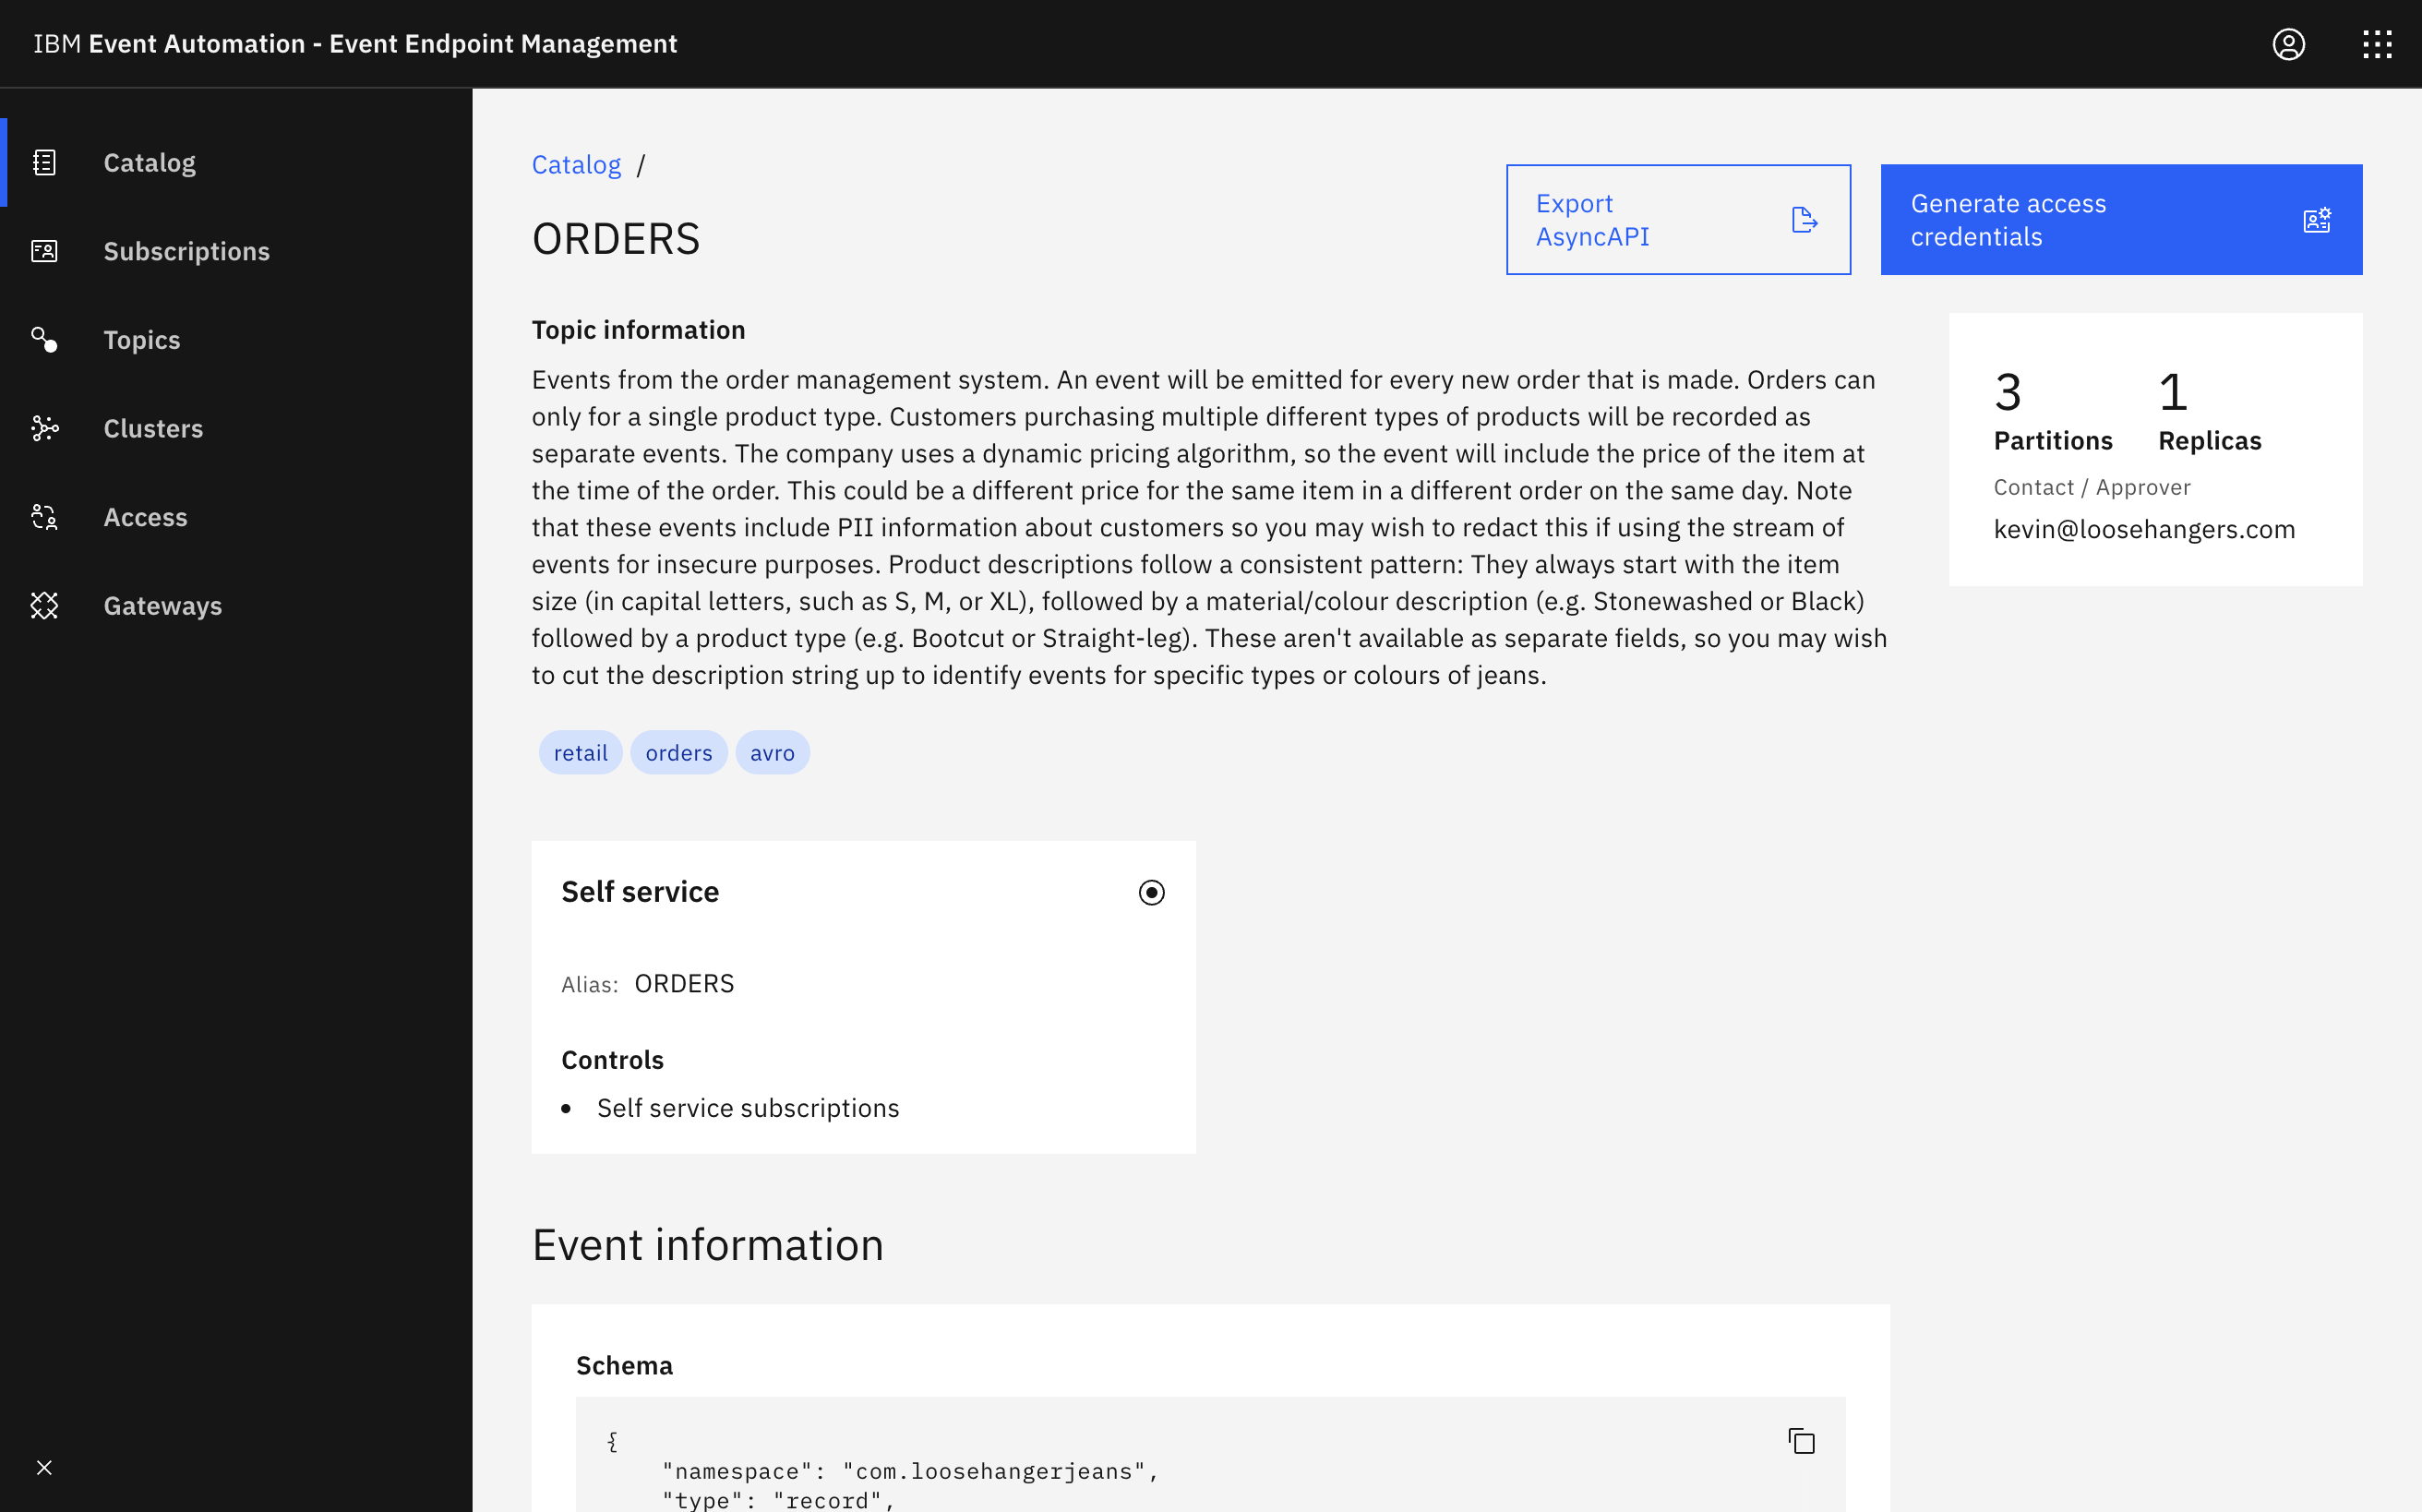 IBM Event Automation - Event Endpoint Management
Catalog
Subscriptions
Topics
Clusters
Access
Gateways
Catalog /
ORDERS
Export
AsyncAPI
Generate access
credentials
Topic information
Events from the order management system. An event will be emitted for every new order that is made. Orders can
only for a single product type. Customers purchasing multiple different types of products will be recorded as
separate events. The company uses a dynamic pricing algorithm, so the event will include the price of the item at
the time of the order. This could be a different price for the same item in a different order on the same day. Note
that these events include PII information about customers so you may wish to redact this if using the stream of
events for insecure purposes. Product descriptions follow a consistent pattern: They always start with the item
size (in capital letters, such as S, M, or XL), followed by a material/colour description (e.g. Stonewashed or Black)
followed by a product type (e.g. Bootcut or Straight-leg). These aren't available as separate fields, so you may wish
to cut the description string up to identify events for specific types or colours of jeans.
3 1
Partitions Replicas
Contact / Approver
kevin@loosehangers.com
retail orders avro
Self service
Alias: ORDERS
Controls
• Self service subscriptions
Event information
Schema
{
"namespace": "com.loosehangerjeans",
"type": "record",